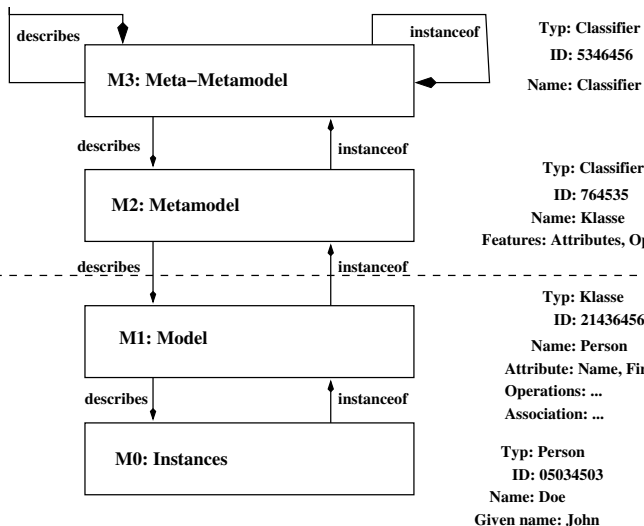 describes
instanceof
Typ: Classifier
ID: 5346456
M3: Meta-Metamodel
Name: Classifier
describes
instanceof
Typ: Classifier
M2: Metamodel
ID: 764535
Name: Klasse
Features: Attributes,
describes
instanceof
Typ: Klasse
ID: 21436456
M1: Model
Name: Person
Attribute: Name,
describes
instanceof
Operations: ...
Association: ...
M0: Instances
Typ: Person
ID: 05034503
Name: Doe
Given name: John